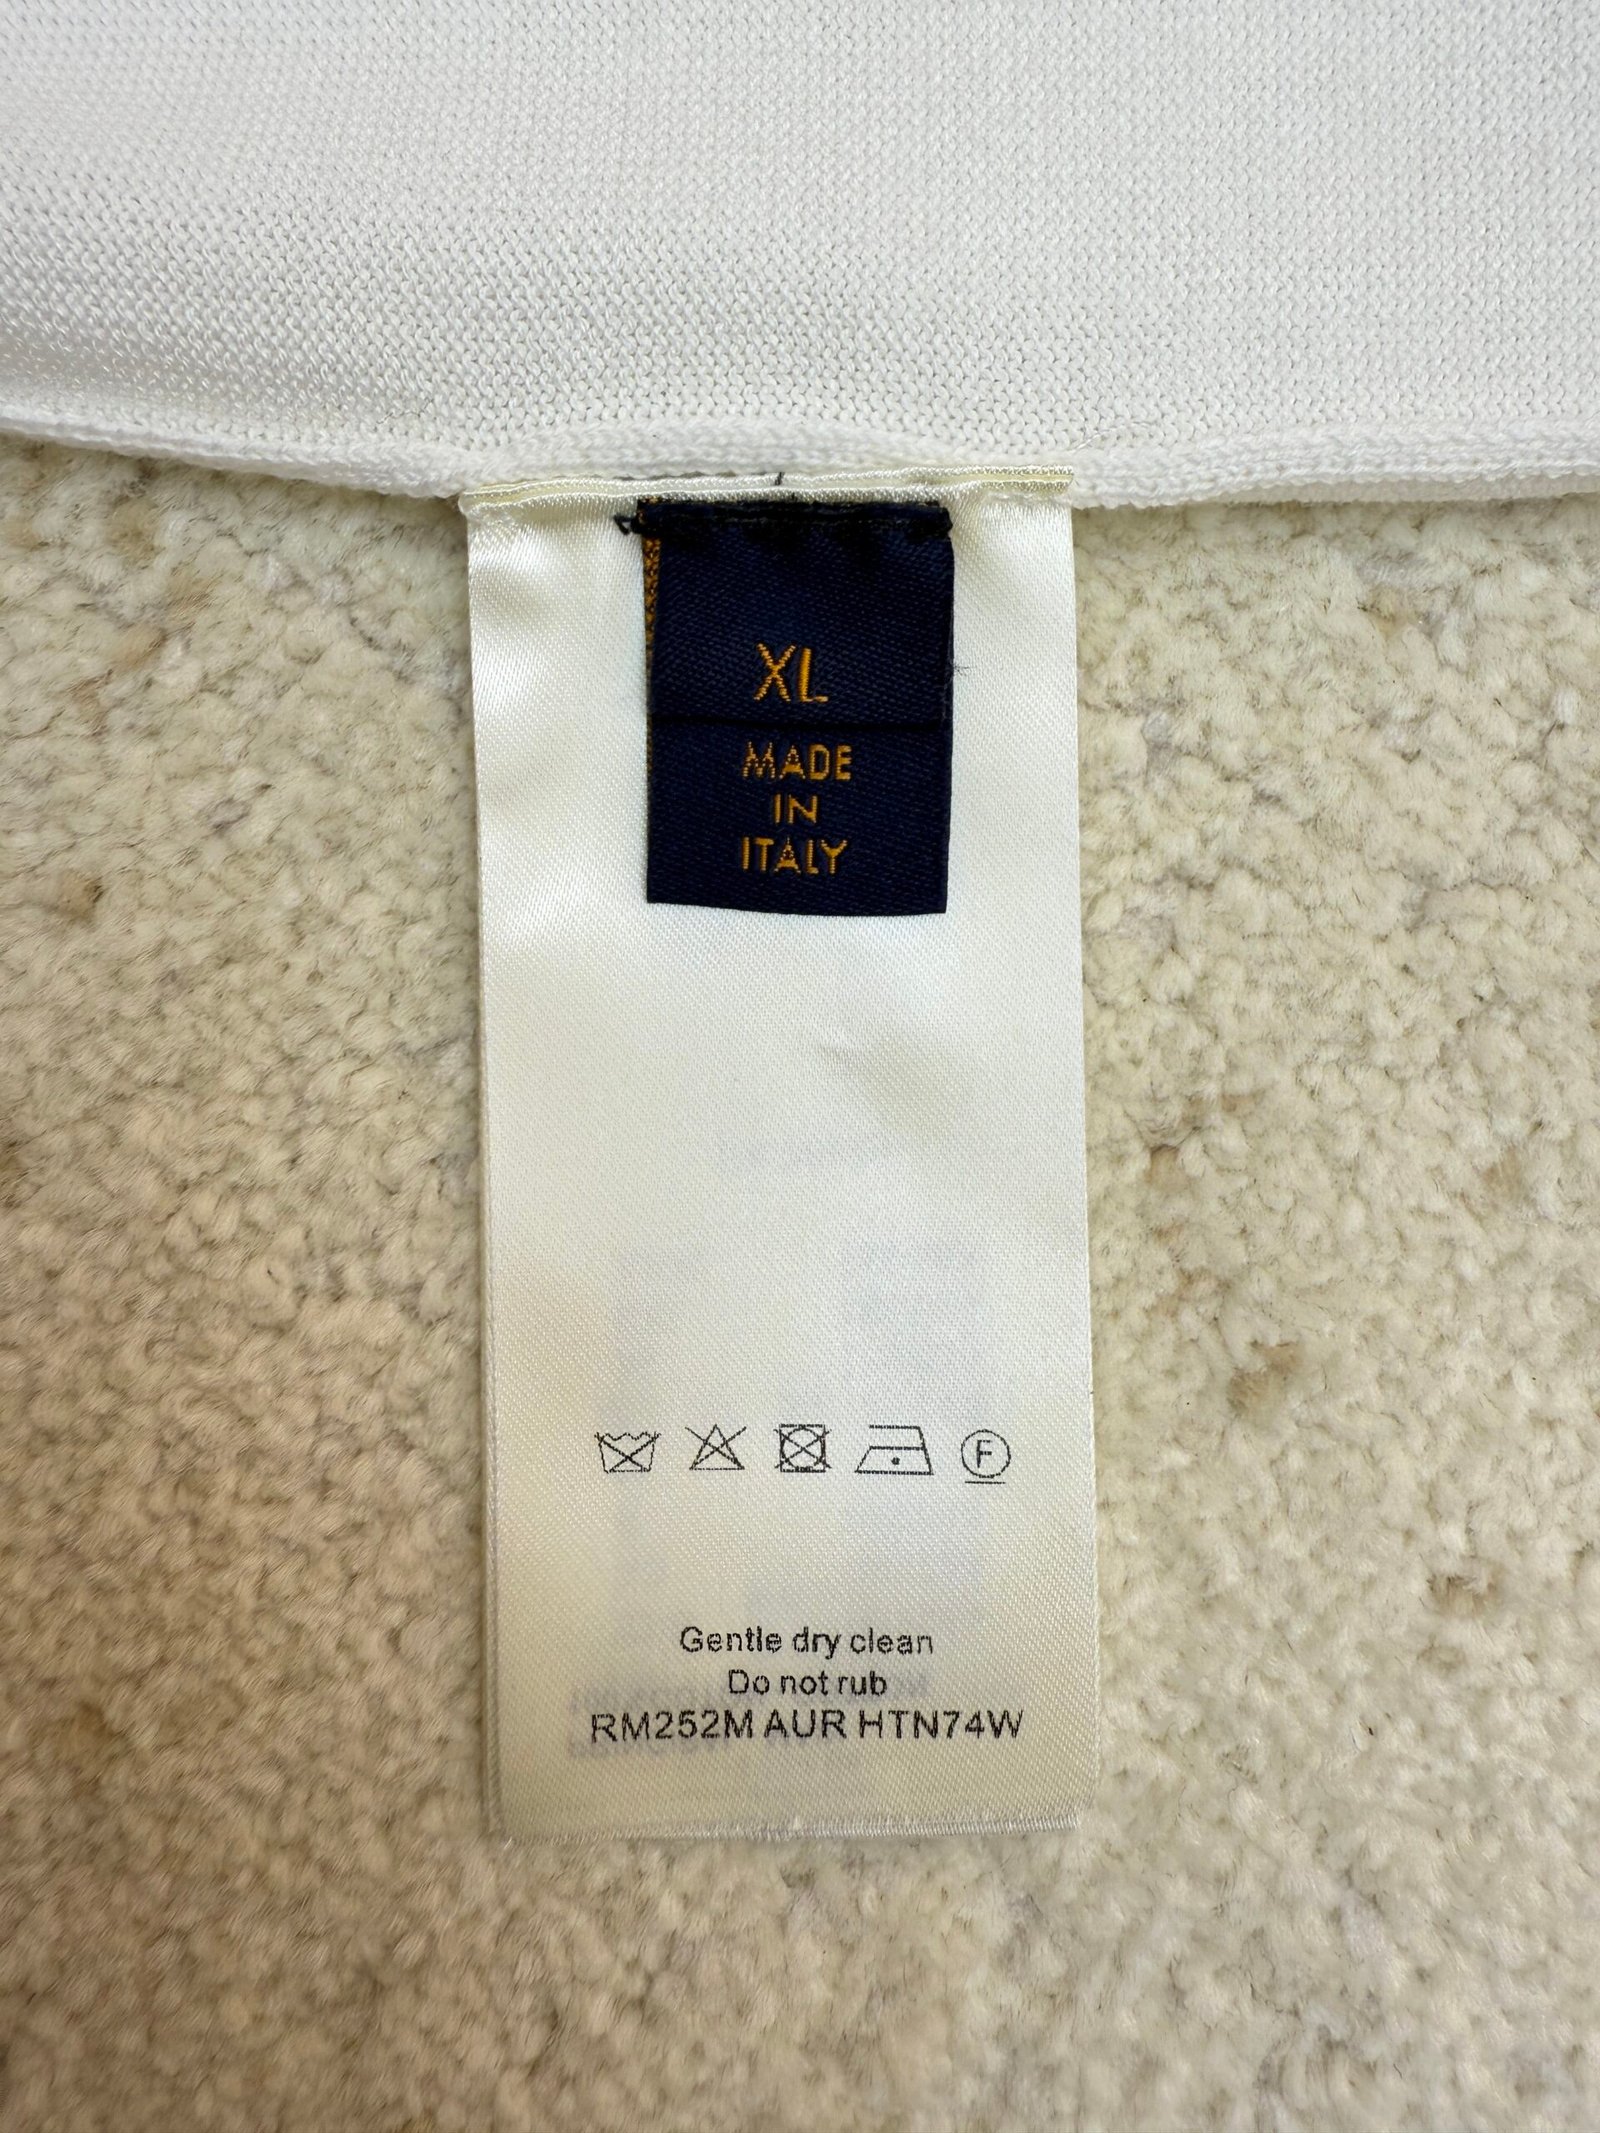 XL
MADE
IN
ITALY
F
Gentle dry clean
Do not rub
RM252M AUR HTN74W